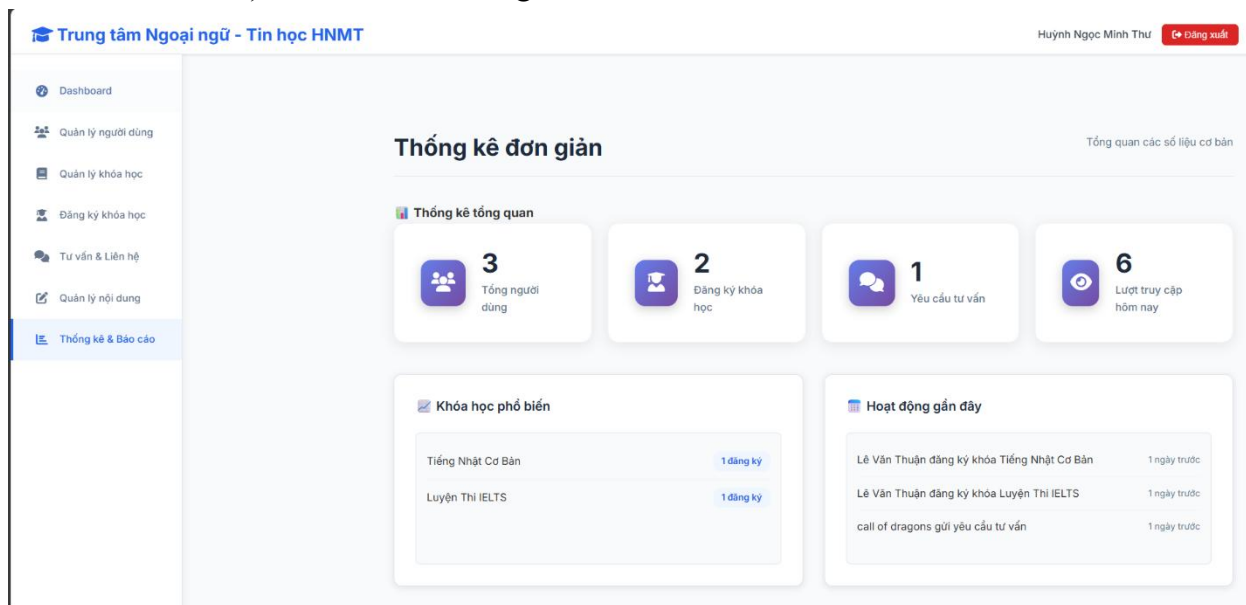 Trung tâm Ngoại ngữ - Tin học HNMT
Huỳnh Ngọc Minh Thư
Đăng xuất
Dashboard
Quản lý người dùng
Quản lý khóa học
Đăng ký khóa học
Tư vấn & Liên hệ
Quản lý nội dung
Thống kê & Báo cáo
Thống kê đơn giản
Tổng quan các số liệu cơ bản
Thống kê tổng quan
3
Tổng người
dùng
2
Đăng ký khóa
học
1
Yêu cầu tư vấn
6
Lượt truy cập
hôm nay
Khóa học phổ biến
Tiếng Nhật Cơ Bản
1 đăng ký
Luyện Thi IELTS
1 đăng ký
Hoạt động gần đây
Lê Văn Thuận đăng ký khóa Tiếng Nhật Cơ Bản
1 ngày trước
Lê Văn Thuận đăng ký khóa Luyện Thi IELTS
1 ngày trước
call of dragons gửi yêu cầu tư vấn
1 ngày trước